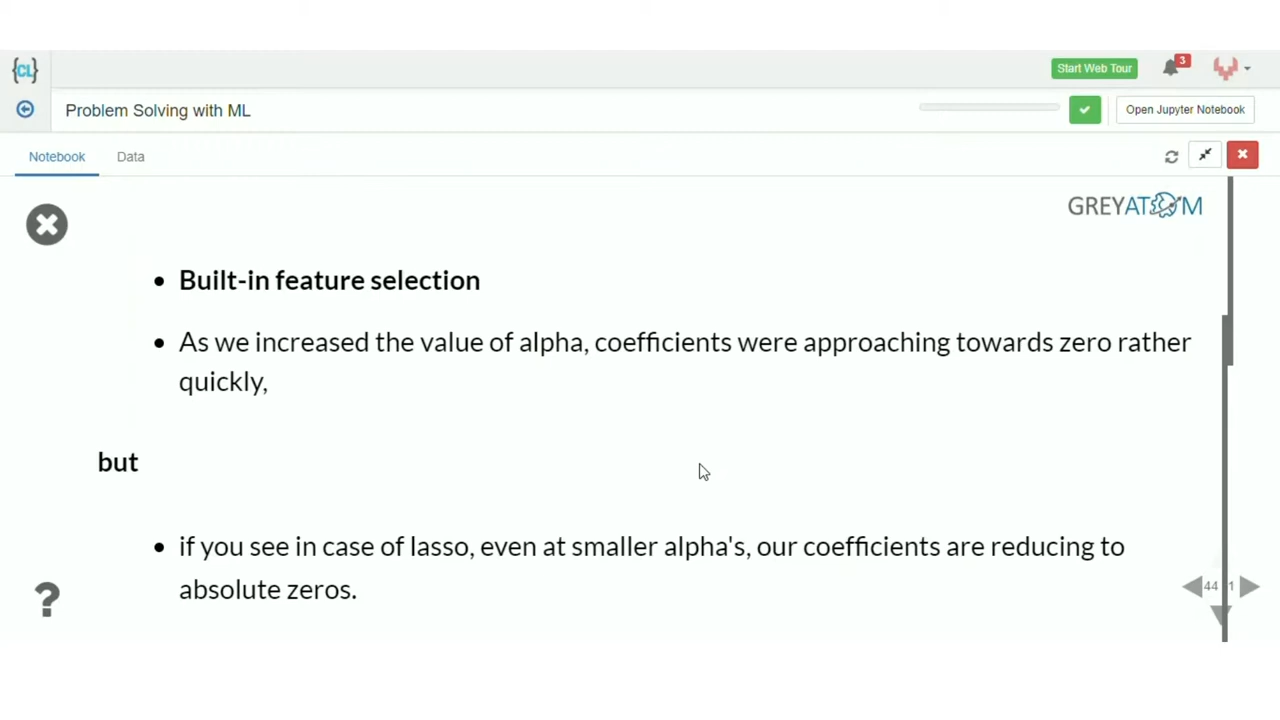 {CL}
Start Web Tour
3
Problem Solving with ML
Open Jupyter Notebook
Notebook
Data
GREYATOM
Built-in feature selection
As we increased the value of alpha, coefficients were approaching towards zero rather
quickly,
but
if you see in case of lasso, even at smaller alpha's, our coefficients are reducing to
absolute zeros.
?
44
1